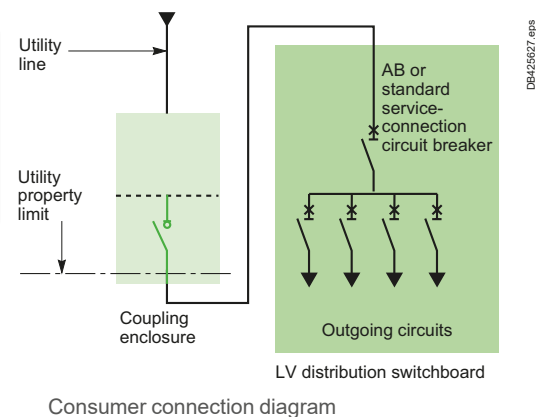 Utility
line
DB425627.eps
AB or
standard
service-
connection
circuit breaker
Utility
property
limit
Coupling
enclosure
Outgoing circuits
LV distribution switchboard
Consumer connection diagram